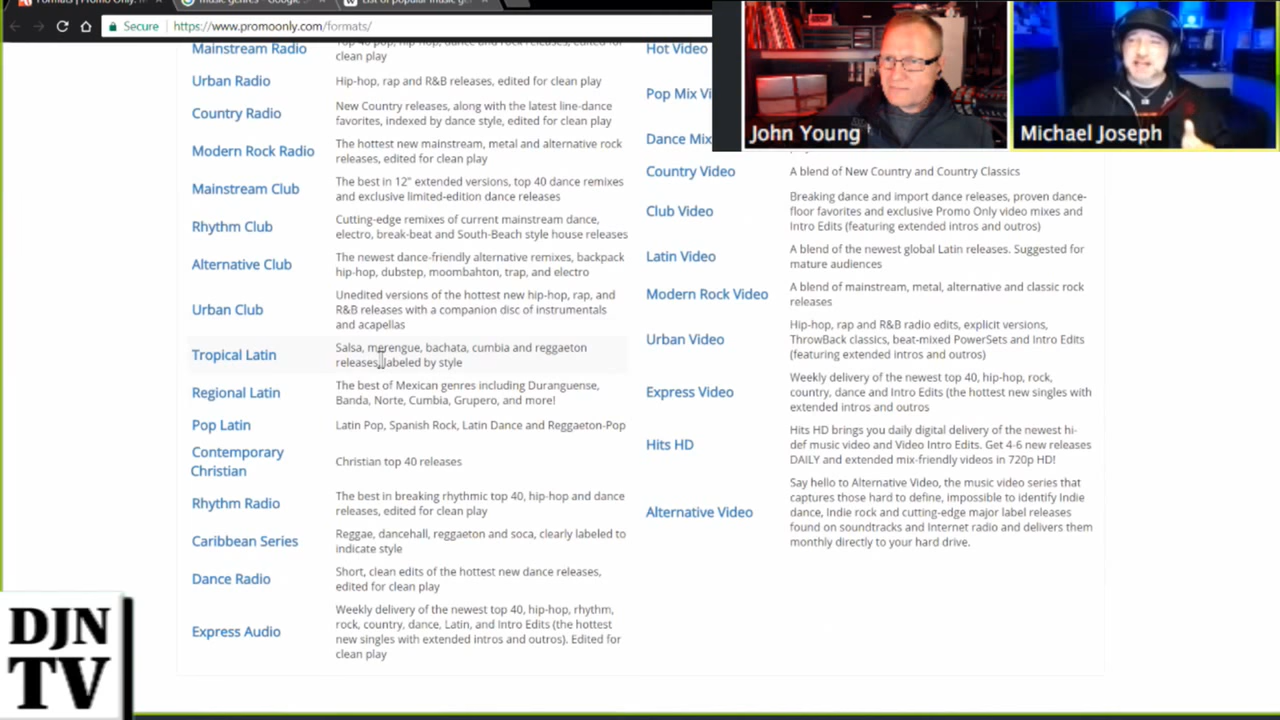 Formats | Promo Only:
music genres - Google
List of popular music ge
Secure
https://www.promoonly.com/formats/
Mainstream Radio
Top 40 pop, hip-hop, dance and rock releases, edited for
clean play
Urban Radio
Hip-hop, rap and R&B releases, edited for clean play
Country Radio
New Country releases, along with the latest line-dance
favorites, indexed by dance style, edited for clean play
Modern Rock Radio
The hottest new mainstream, metal and alternative rock
releases, edited for clean play
Mainstream Club
The best in 12" extended versions, top 40 dance remixes
and exclusive limited-edition dance releases
Rhythm Club
Cutting-edge remixes of current mainstream dance,
electro, break-beat and South-Beach style house releases
Alternative Club
The newest dance-friendly alternative remixes, backpack
hip-hop, dubstep, moombahton, trap, and electro
Urban Club
Unedited versions of the hottest new hip-hop, rap, and
R&B releases with a companion disc of instrumentals
and acapellas
Tropical Latin
Salsa, merengue, bachata, cumbia and reggaeton
releases, labeled by style
Regional Latin
The best of Mexican genres including Duranguense,
Banda, Norte, Cumbia, Grupero, and more!
Pop Latin
Latin Pop, Spanish Rock, Latin Dance and Reggaeton-Pop
Contemporary
Christian
Christian top 40 releases
Rhythm Radio
The best in breaking rhythmic top 40, hip-hop and dance
releases, edited for clean play
Caribbean Series
Reggae, dancehall, reggaeton and soca, clearly labeled to
indicate style
Dance Radio
Short, clean edits of the hottest new dance releases,
edited for clean play
Express Audio
Weekly delivery of the newest top 40, hip-hop, rhythm,
rock, country, dance, Latin, and Intro Edits (the hottest
new singles with extended intros and outros). Edited for
clean play
Hot Video
Pop Mix Vi
Dance Mix
Country Video
A blend of New Country and Country Classics
Club Video
Breaking dance and import dance releases, proven dance-
floor favorites and exclusive Promo Only video mixes and
Intro Edits (featuring extended intros and outros)
Latin Video
A blend of the newest global Latin releases. Suggested for
mature audiences
Modern Rock Video
A blend of mainstream, metal, alternative and classic rock
releases
Urban Video
Hip-hop, rap and R&B radio edits, explicit versions,
ThrowBack classics, beat-mixed PowerSets and Intro Edits
(featuring extended intros and outros)
Express Video
Weekly delivery of the newest top 40, hip-hop, rock,
country, dance and Intro Edits (the hottest new singles with
extended intros and outros
Hits HD
Hits HD brings you daily digital delivery of the newest hi-
def music video and Video Intro Edits. Get 4-6 new releases
DAILY and extended mix-friendly videos in 720p HD!
Alternative Video
Say hello to Alternative Video, the music video series that
captures those hard to define, impossible to identify Indie
dance, Indie rock and cutting-edge major label releases
found on soundtracks and Internet radio and delivers them
monthly directly to your hard drive.
John Young
Michael Joseph
DJN
TV